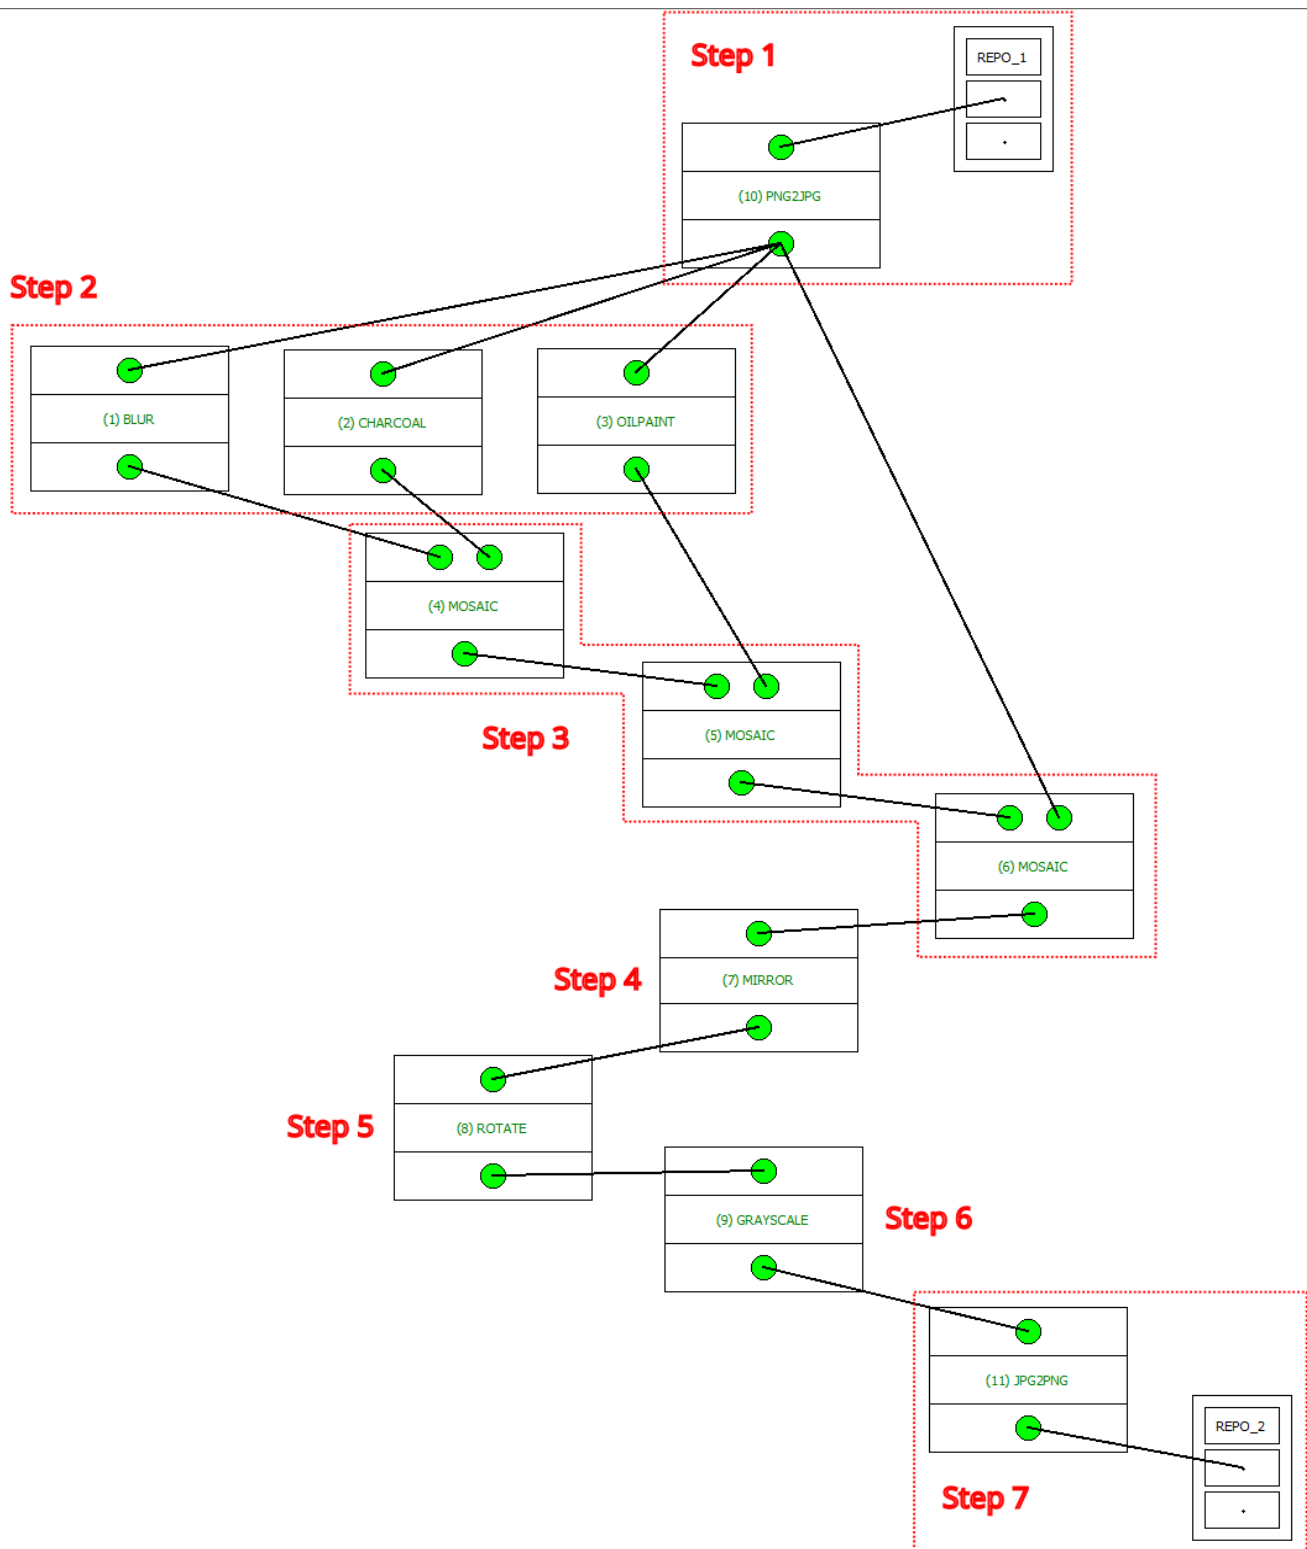 Step 1
REPO_1
(10) PNG2JPG
Step 2
(1) BLUR
(2) CHARCOAL
(3) OILPAINT
(4) MOSAIC
Step 3
(5) MOSAIC
(6) MOSAIC
Step 4
(7) MIRROR
Step 5
(8) ROTATE
(9) GRAYSCALE
Step 6
(11) JPG2PNG
REPO_2
Step 7